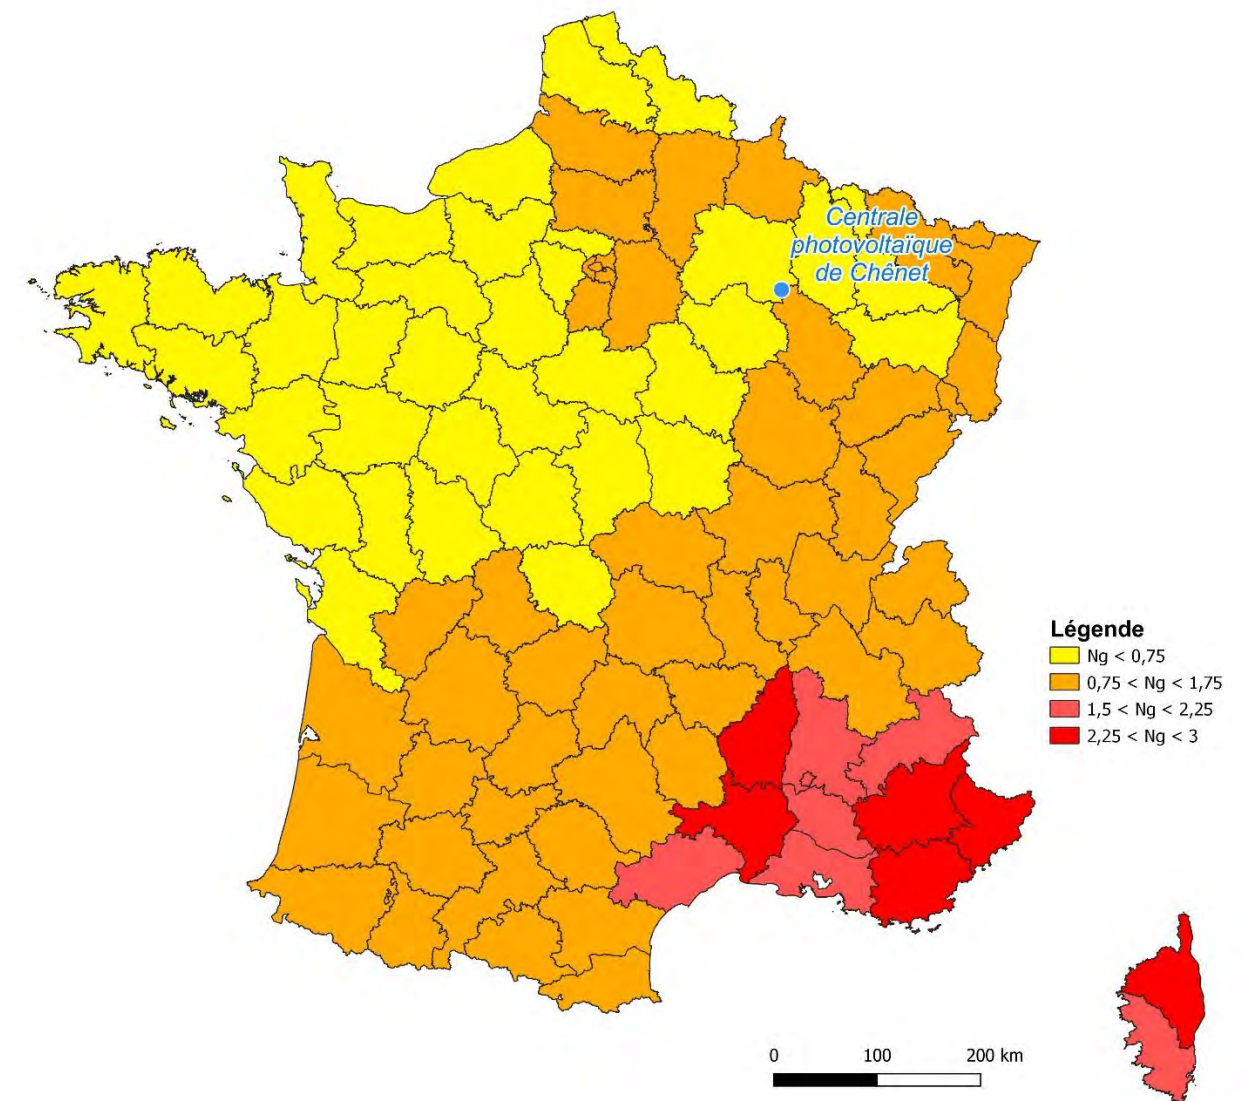 Centrale
photovoltaïque
de Chênet
Légende
Ng < 0,75
0,75 < Ng < 1,75
1,5 < Ng < 2,25
2,25 < Ng < 3
0 100 200 km